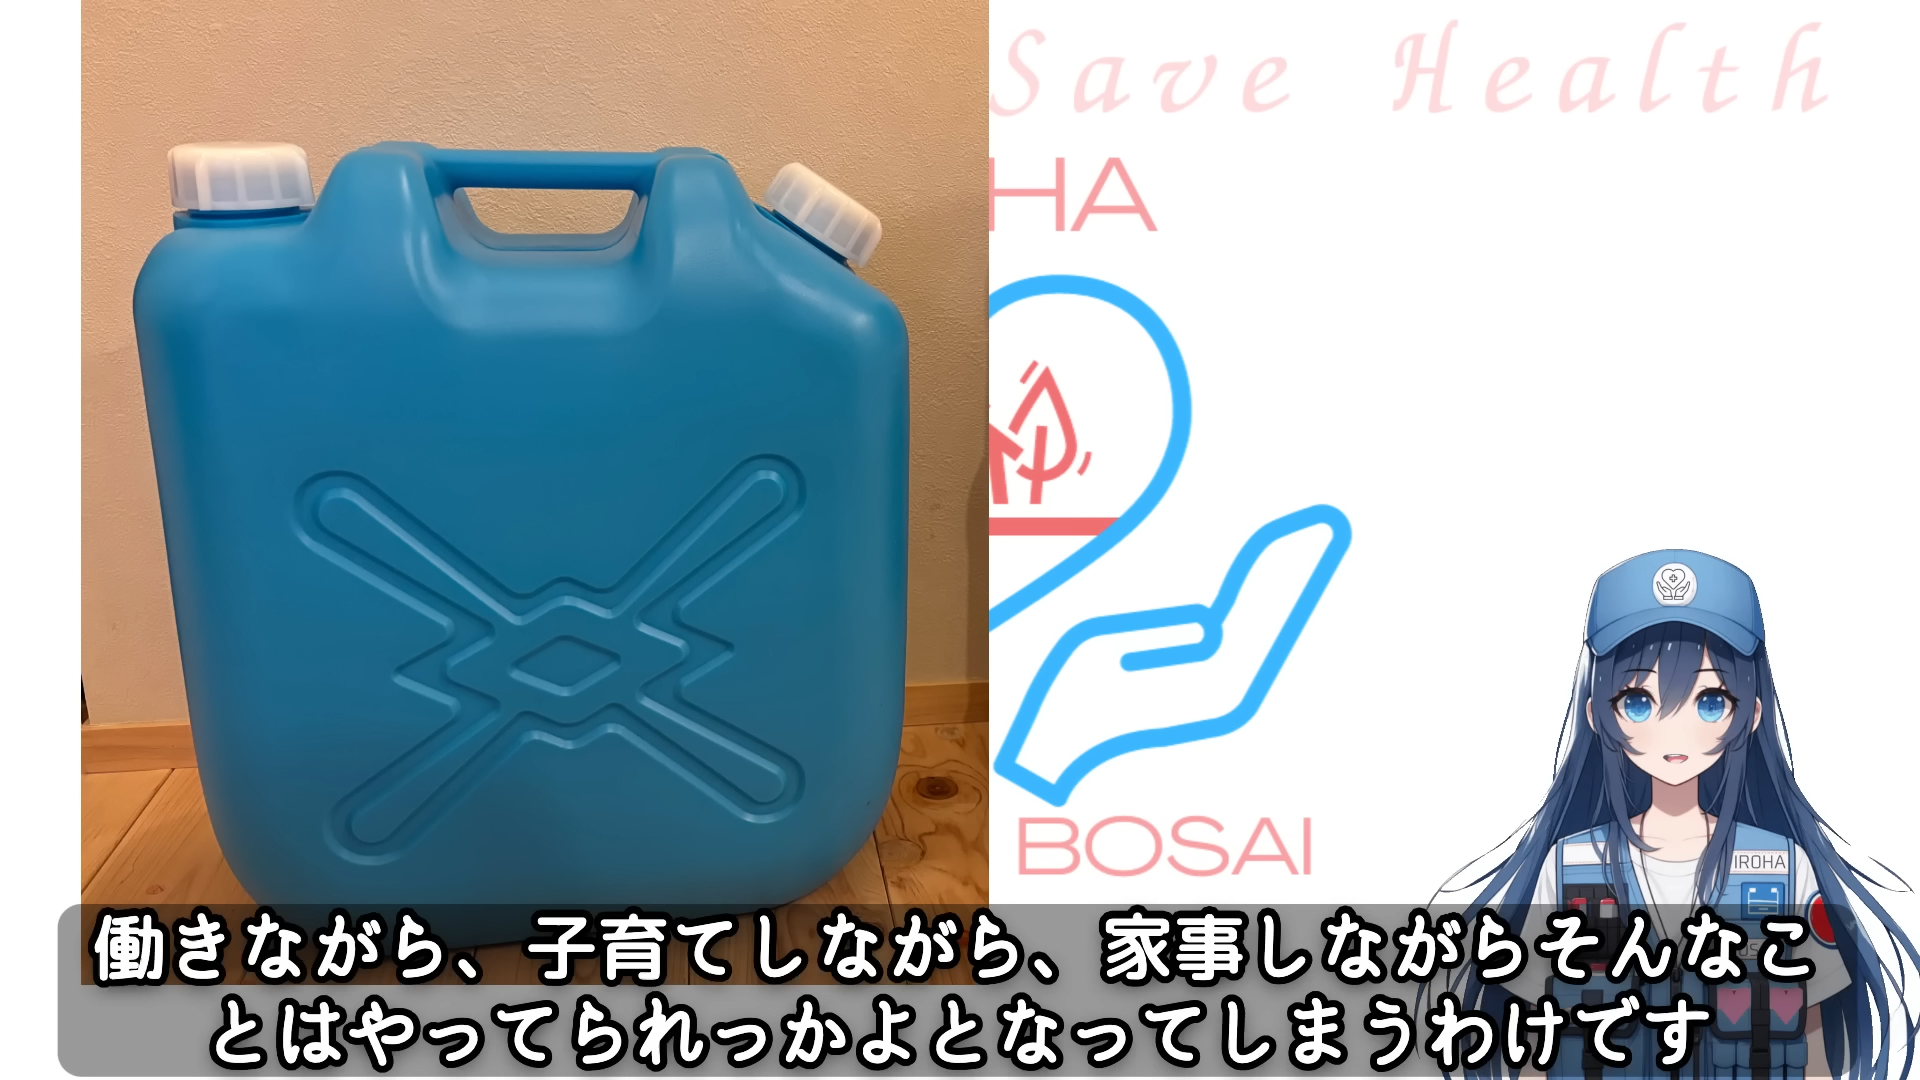 Save Health
HA
BOSAI
IROHA
働きながら、子育てしながら、家事しながらそんなこ
とはやってられっかよとなってしまうわけです